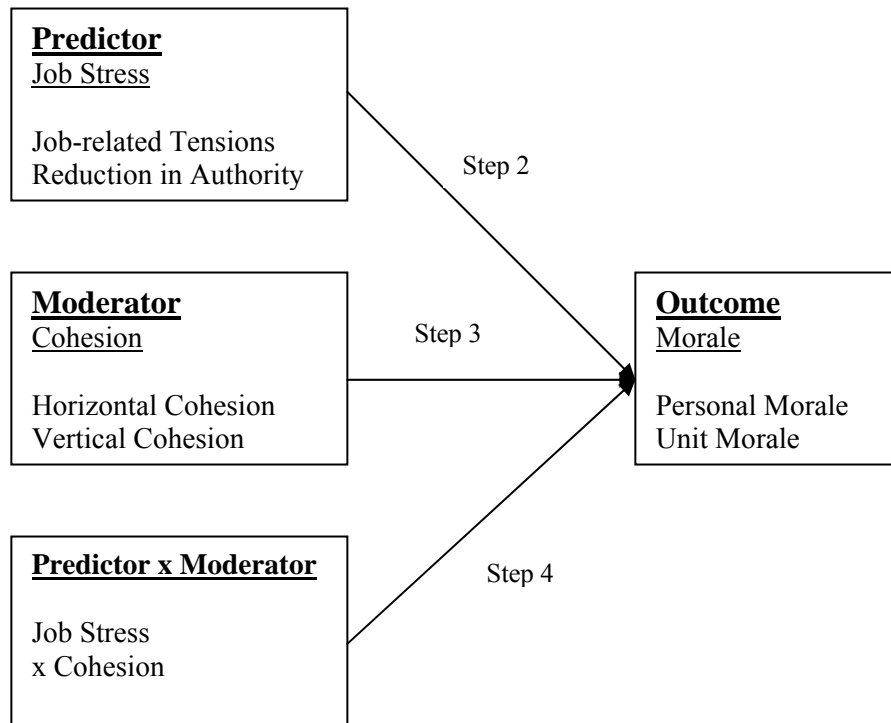 Predictor
Job Stress
Job-related Tensions
Reduction in Authority
Step 2
Moderator
Cohesion
Horizontal Cohesion
Vertical Cohesion
Step 3
Outcome
Morale
Personal Morale
Unit Morale
Predictor x Moderator
Job Stress
x Cohesion
Step 4